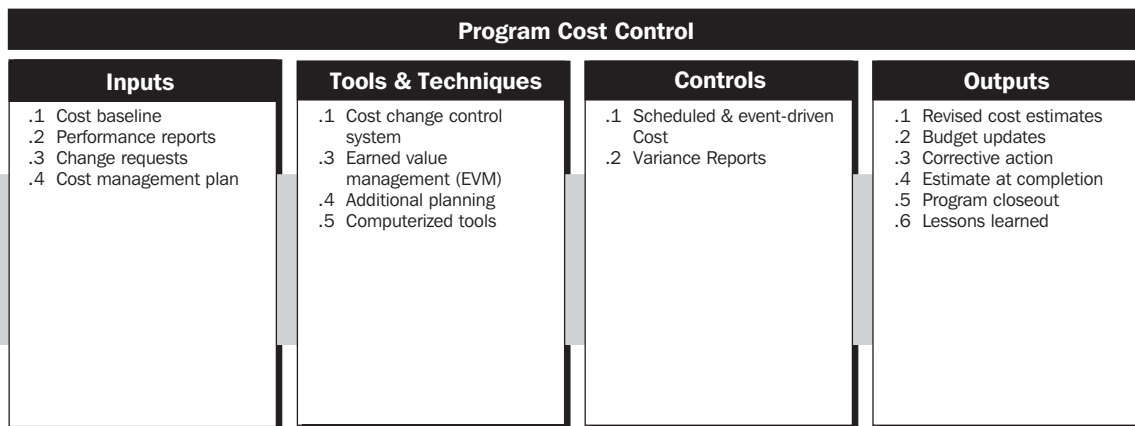 Program Cost Control
Inputs
.1 Cost baseline
.2 Performance reports
.3 Change requests
.4 Cost management plan
Tools & Techniques
.1 Cost change control
system
.3 Earned value
management (EVM)
.4 Additional planning
.5 Computerized tools
Controls
.1 Scheduled & event-driven
Cost
.2 Variance Reports
Outputs
.1 Revised cost estimates
.2 Budget updates
.3 Corrective action
.4 Estimate at completion
.5 Program closeout
.6 Lessons learned